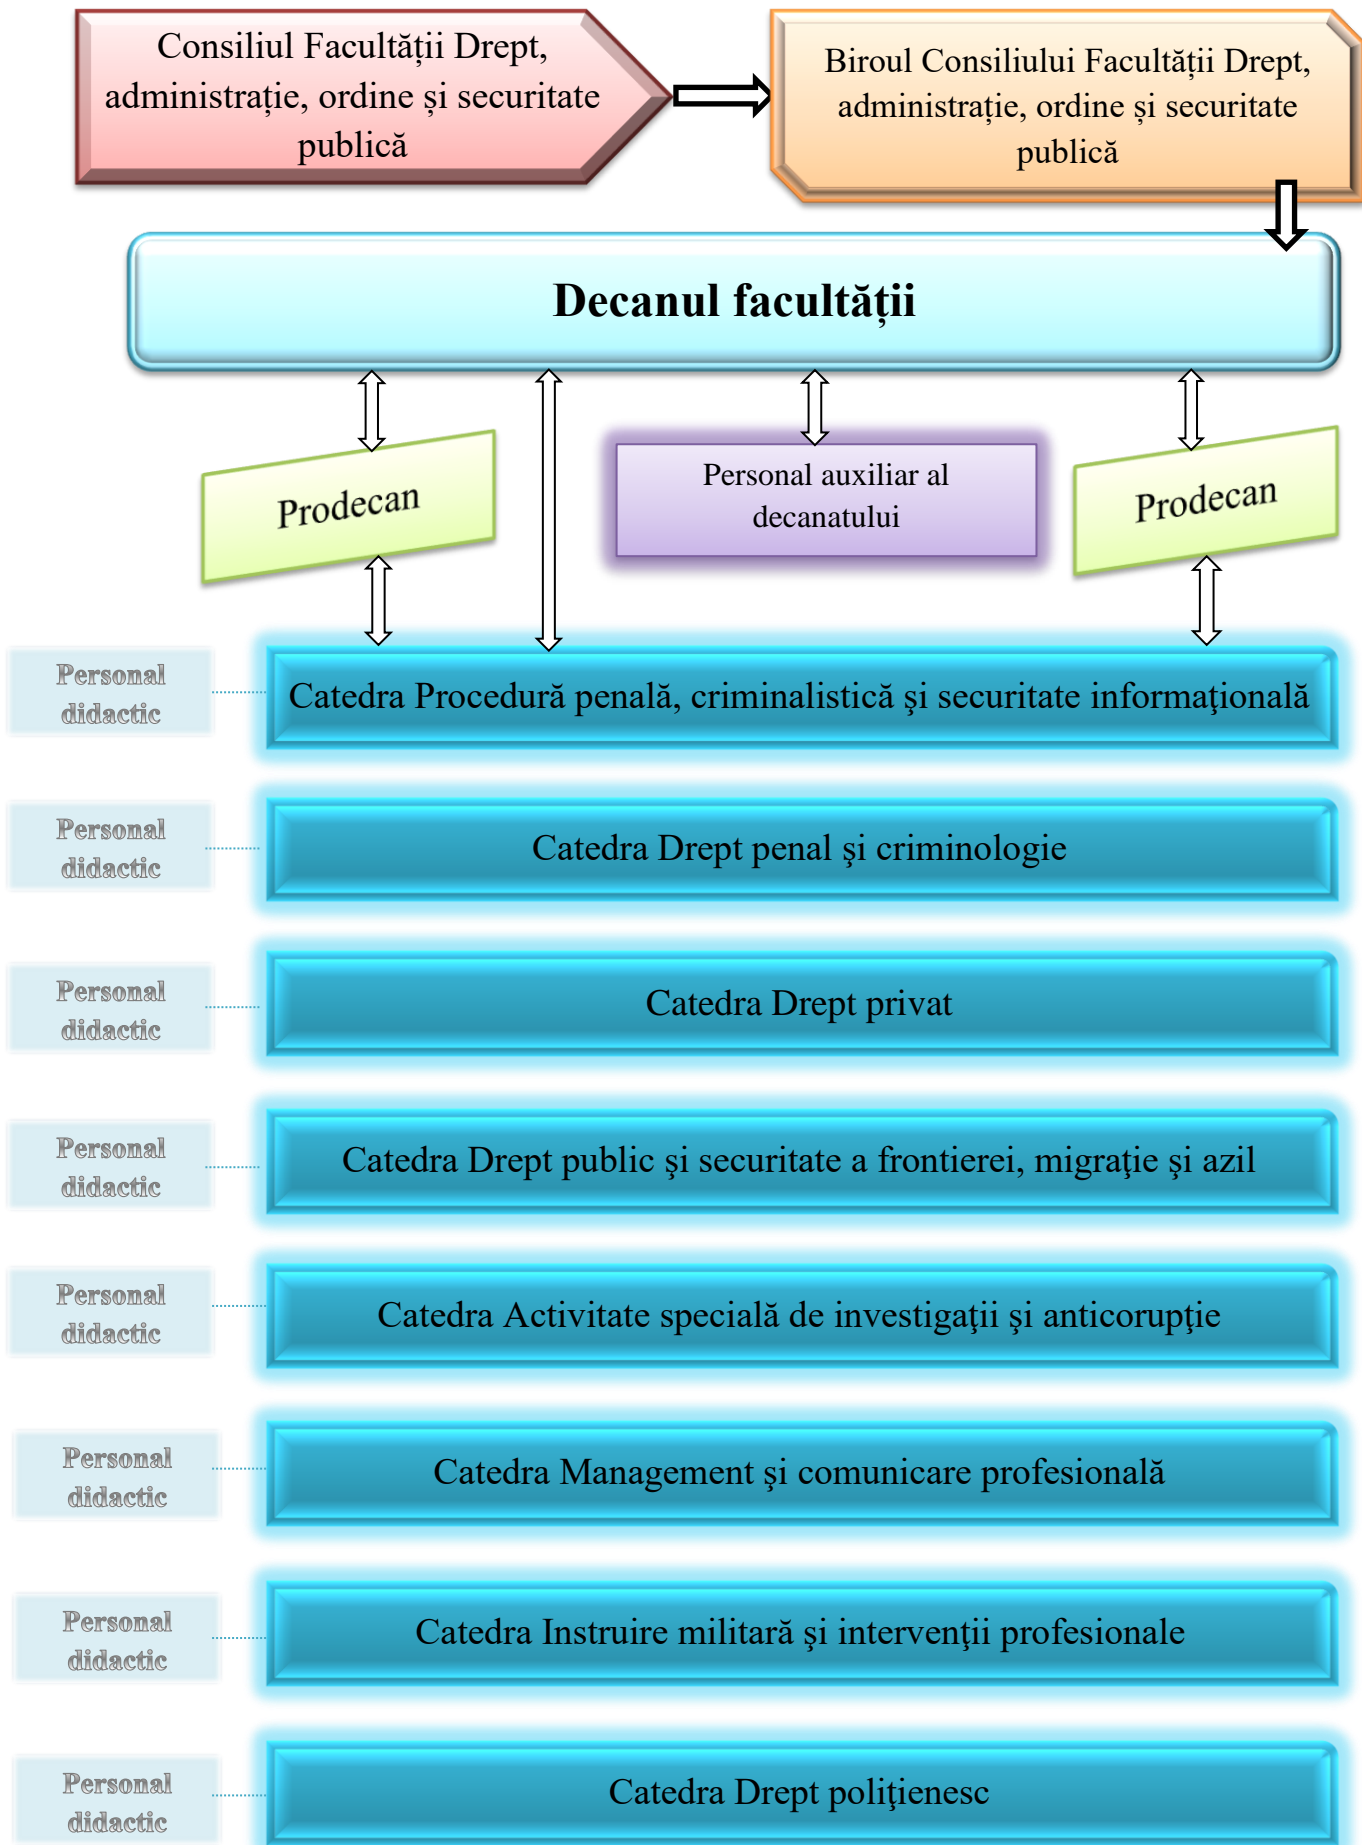 Consiliul Facultății Drept,
administrație, ordine și securitate
publică
Biroul Consiliului Facultății Drept,
administrație, ordine și securitate
publică
Decanul facultății
Prodecan
Personal auxiliar al
decanatului
Prodecan
Personal
didactic
Catedra Procedură penală, criminalistică şi securitate informaţională
Personal
didactic
Catedra Drept penal şi criminologie
Personal
didactic
Catedra Drept privat
Personal
didactic
Catedra Drept public şi securitate a frontierei, migraţie şi azil
Personal
didactic
Catedra Activitate specială de investigaţii şi anticorupţie
Personal
didactic
Catedra Management şi comunicare profesională
Personal
didactic
Catedra Instruire militară şi intervenţii profesionale
Personal
didactic
Catedra Drept poliţienesc